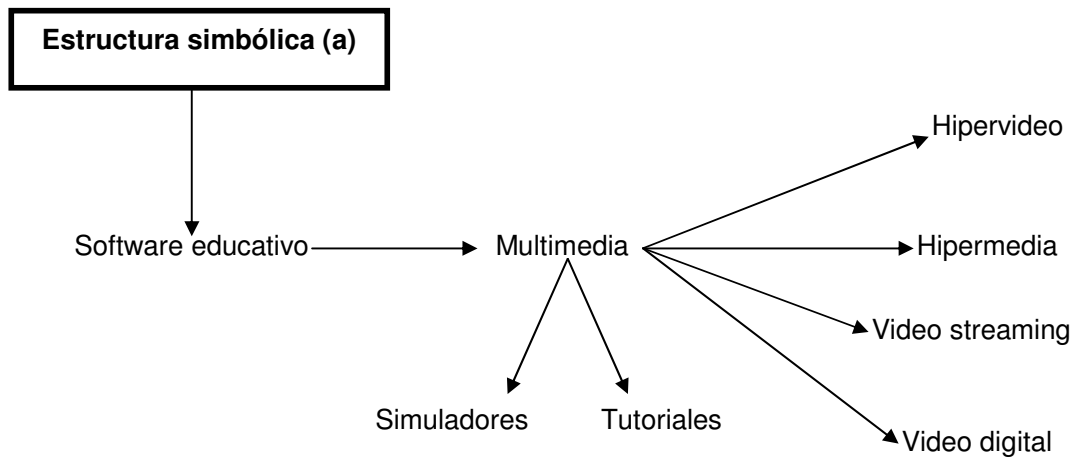 Estructura simbólica (a)
Hipervideo
Software educativo
Multimedia
Hipermedia
Video streaming
Simuladores
Tutoriales
Video digital